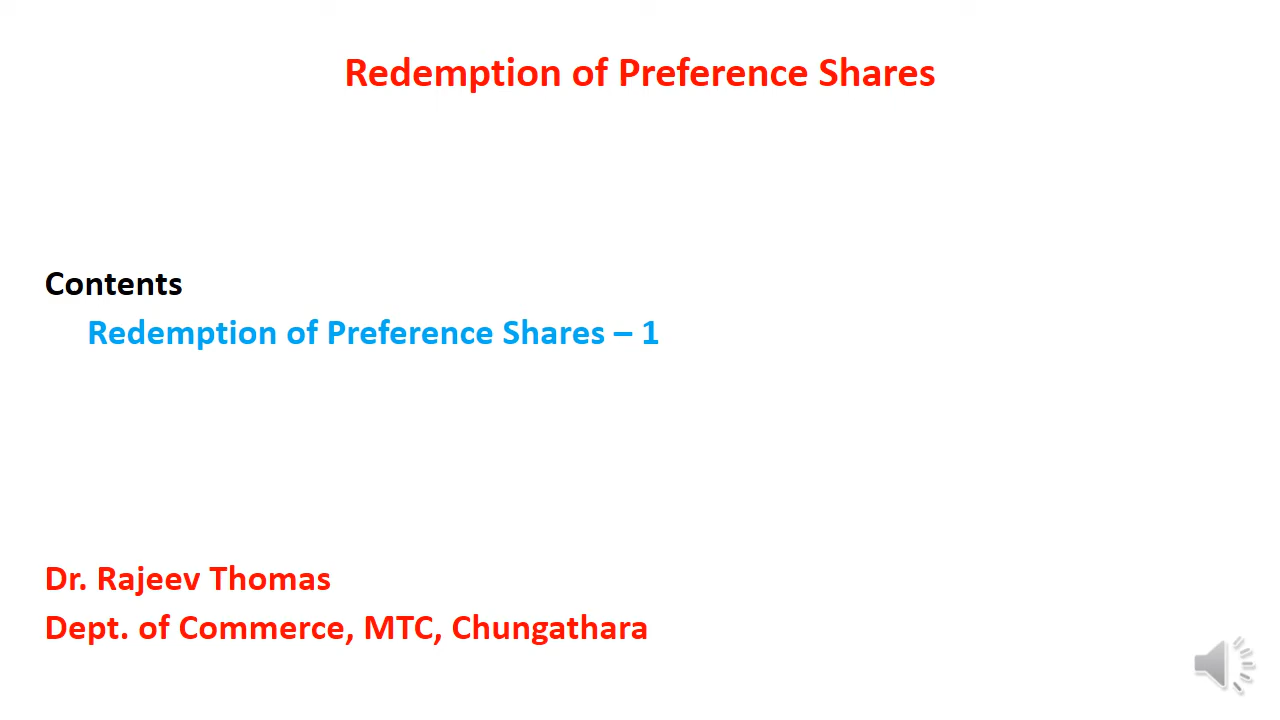 Redemption of Preference Shares
Contents
Redemption of Preference Shares – 1
Dr. Rajeev Thomas
Dept. of Commerce, MTC, Chungathara